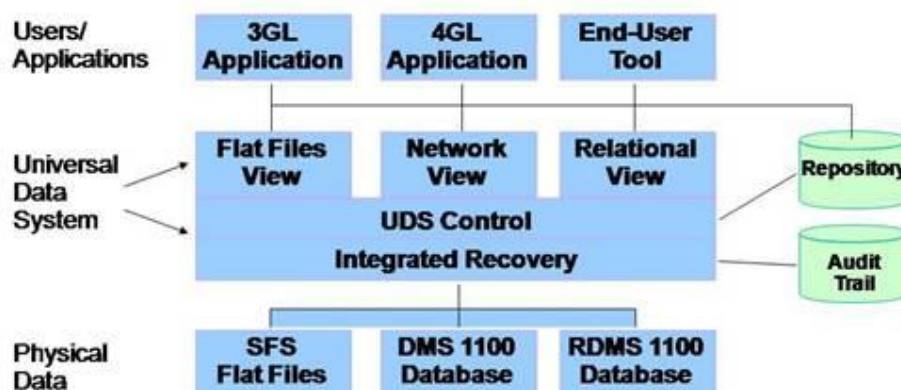 Users/
Applications
3GL
Application
4GL
Application
End-User
Tool
Universal
Data
System
Flat Files
View
Network
View
Relational
View
Repository
UDS Control
Integrated Recovery
Audit
Trail
Physical
Data
SFS
Flat Files
DMS 1100
Database
RDMS 1100
Database